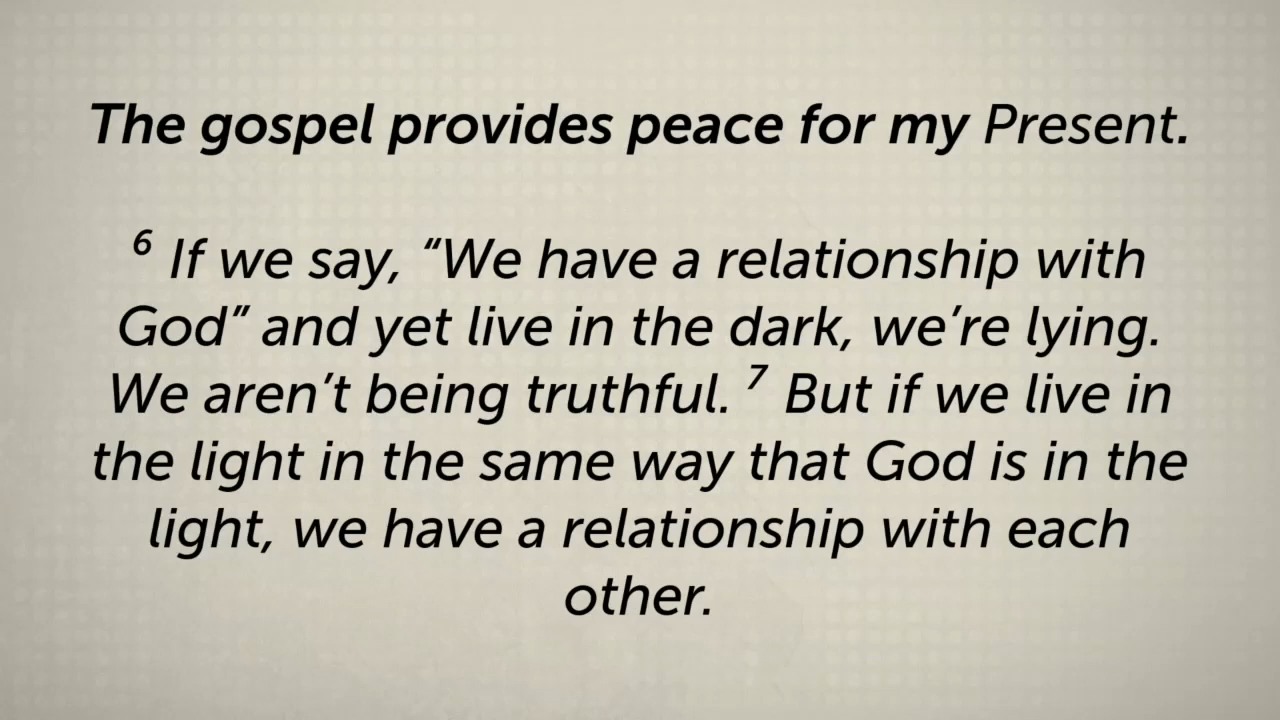 The gospel provides peace for my Present.
⁶ If we say, “We have a relationship with
God” and yet live in the dark, we’re lying.
We aren’t being truthful. ⁷ But if we live in
the light in the same way that God is in the
light, we have a relationship with each
other.